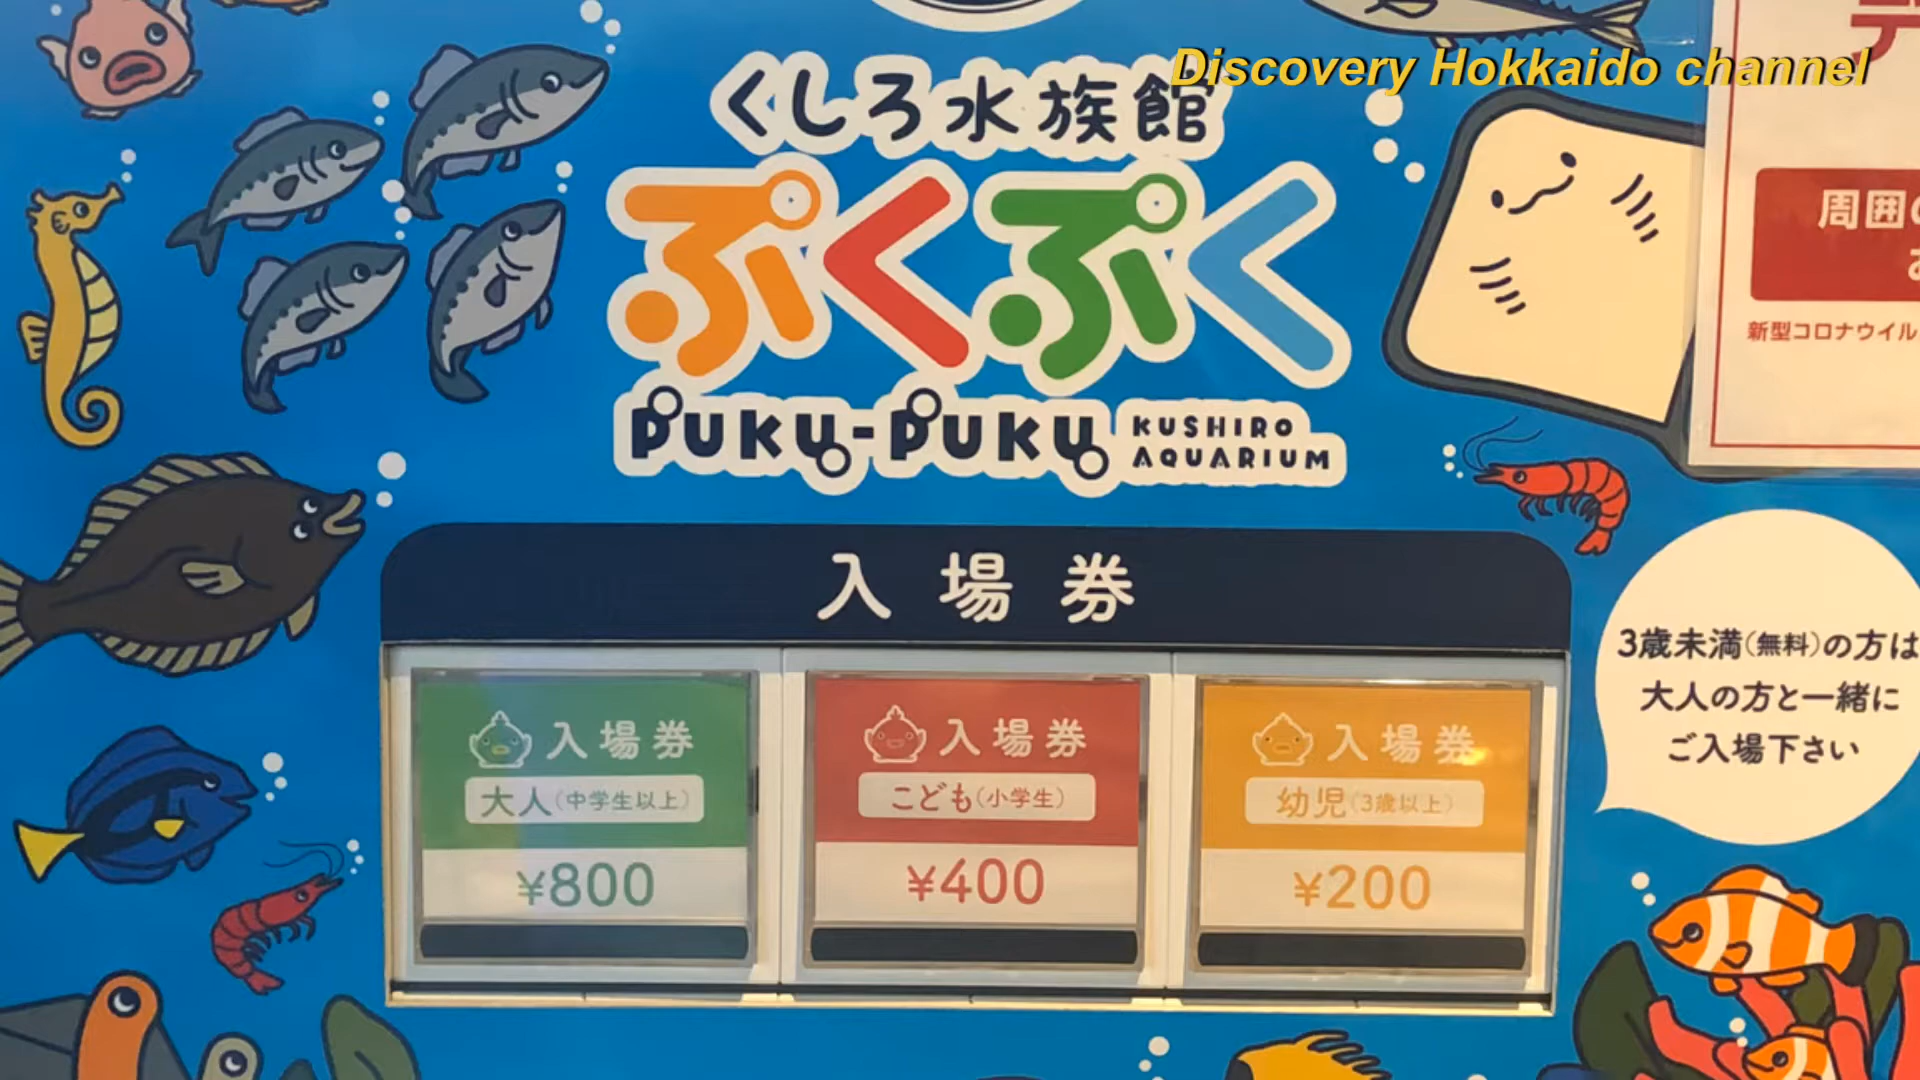 Discovery Hokkaido channel
くしろ水族館
ぷくぷく
PUKU-PUKU KUSHIRO AQUARIUM
周囲の
お
新型コロナウイル
入場券
入場券
大人(中学生以上)
¥800
入場券
こども(小学生)
¥400
入場券
幼児(3歳以上)
¥200
3歳未満(無料)の方は
大人の方と一緒に
ご入場下さい